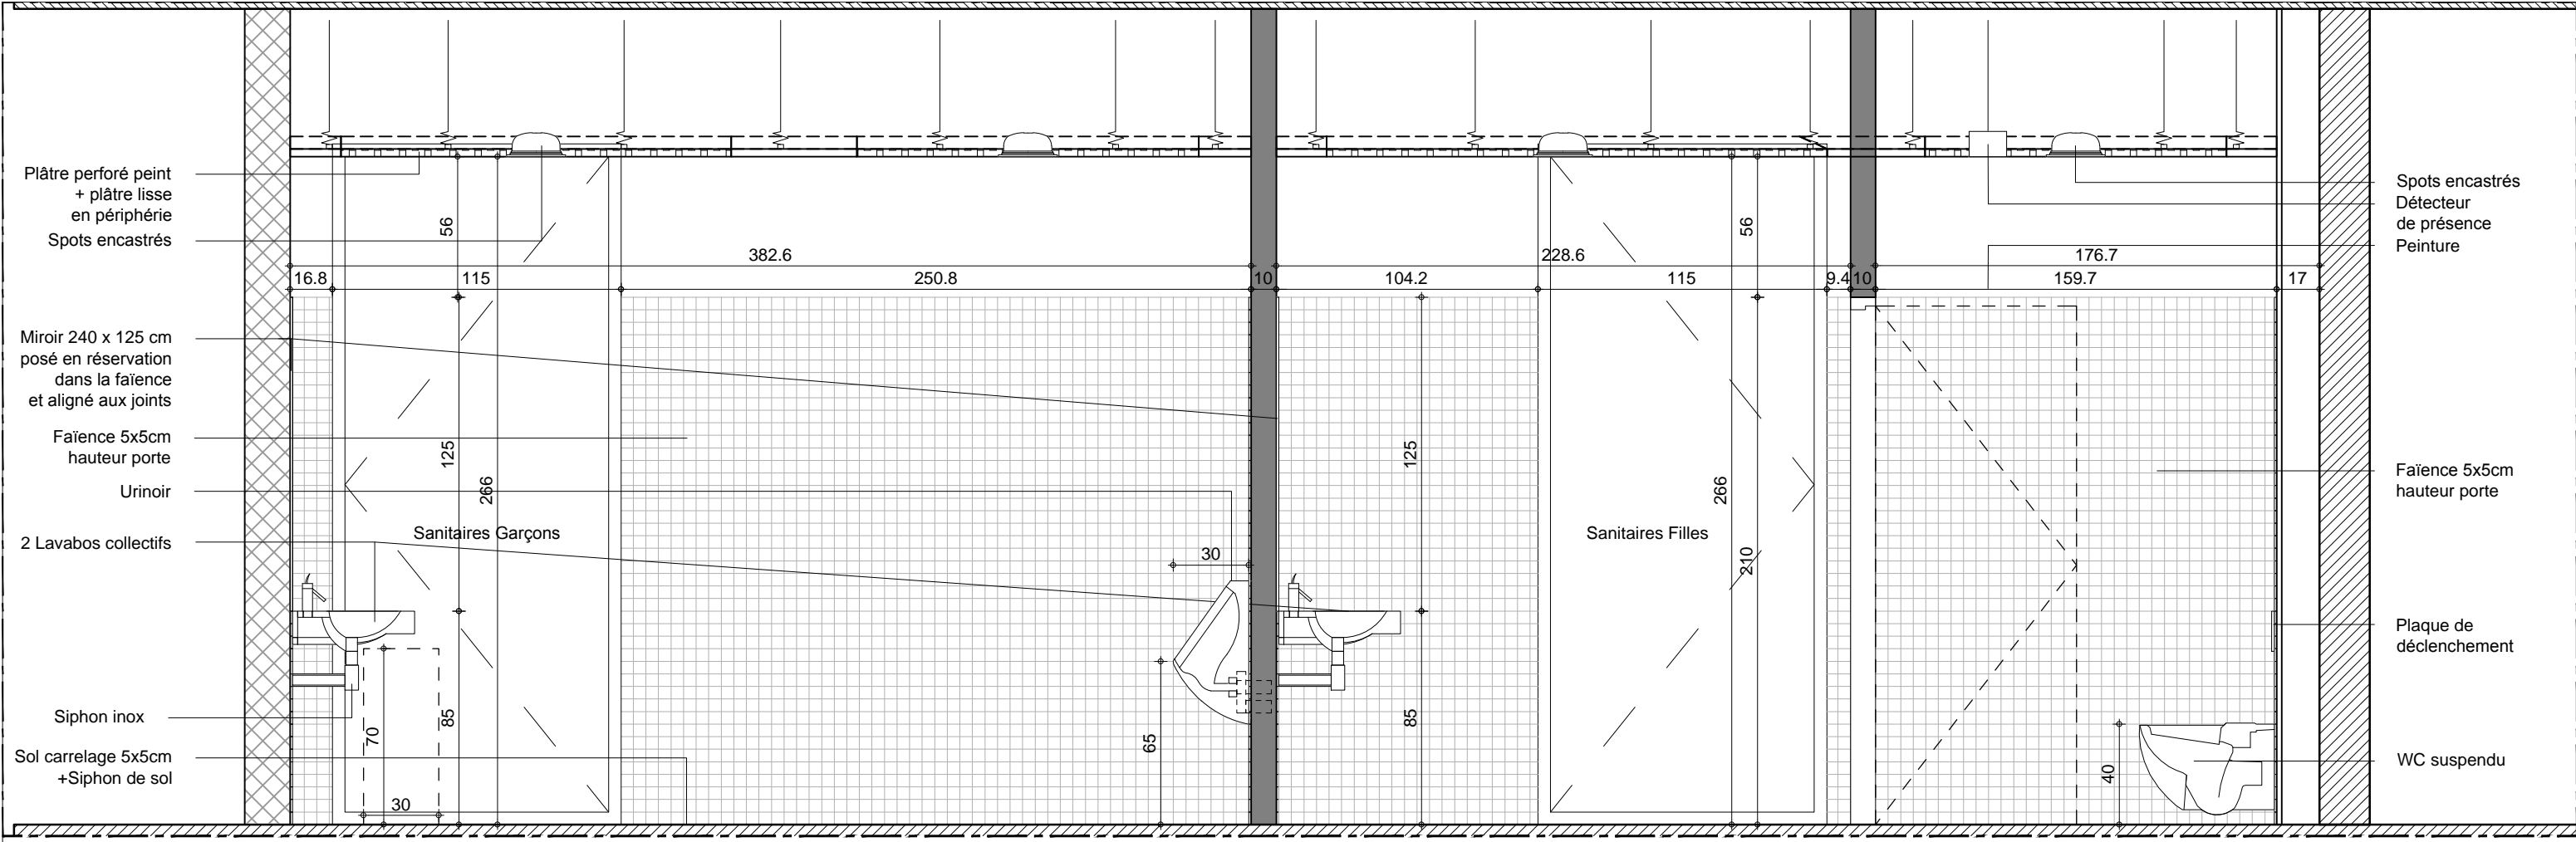 Plâtre perforé peint
+ plâtre lisse
en périphérie
Spots encastrés
Miroir 240 x 125 cm
posé en réservation
dans la faïence
et aligné aux joints
Faïence 5x5cm
hauteur porte
Urinoir
2 Lavabos collectifs
Siphon inox
Sol carrelage 5x5cm
+Siphon de sol
56
382.6
16.8
115
250.8
10
125
266
Sanitaires Garçons
30
70
85
30
65
228.6
104.2
115
9.4
10
56
125
266
Sanitaires Filles
210
85
176.7
159.7
17
40
Spots encastrés
Détecteur
de présence
Peinture
Faïence 5x5cm
hauteur porte
Plaque de
déclenchement
WC suspendu